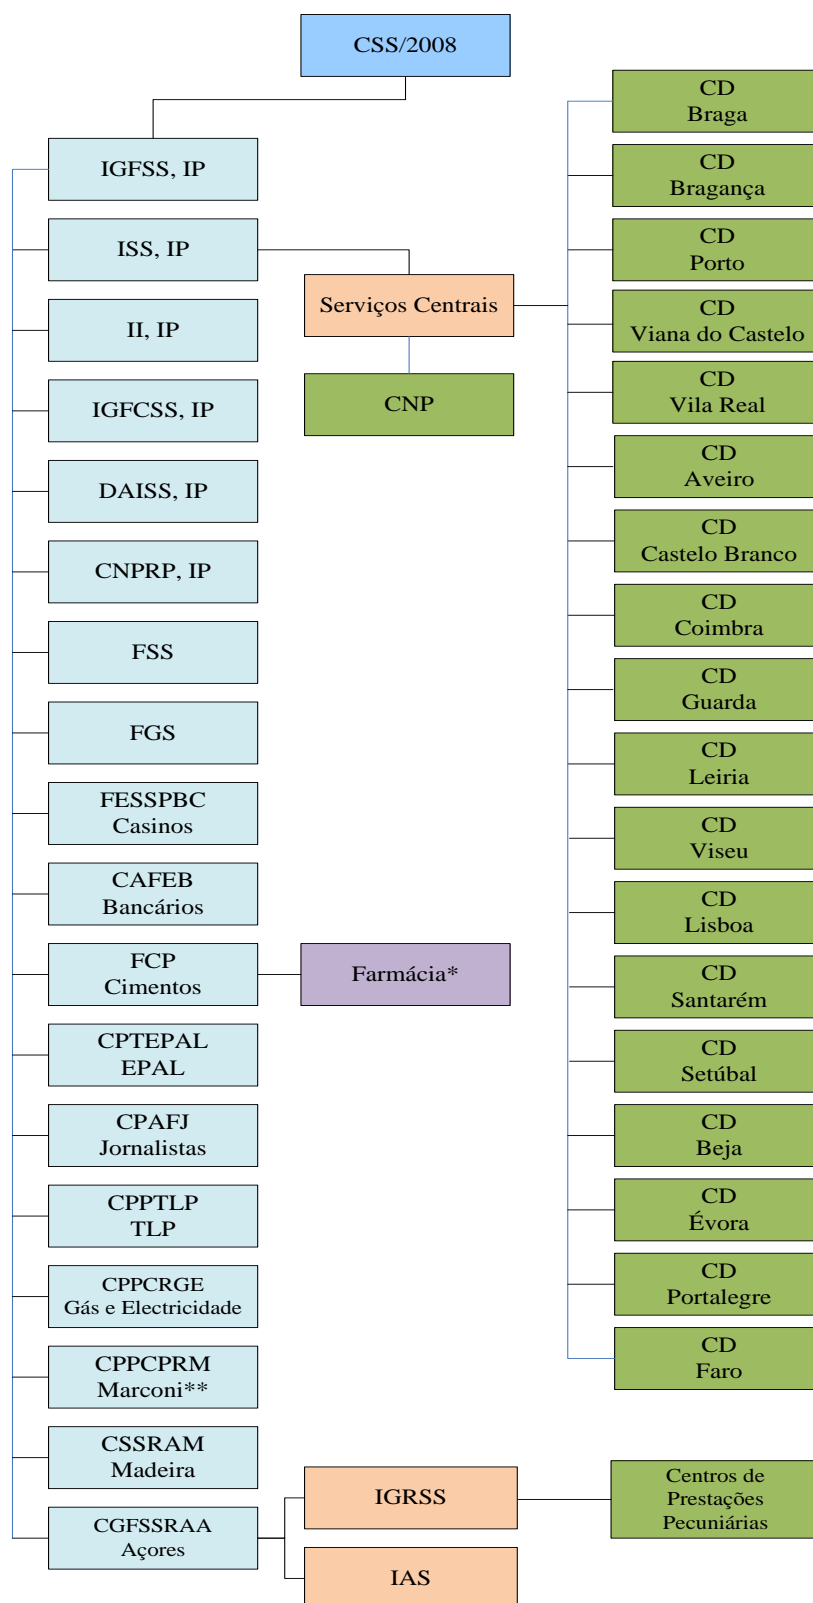 CSS/2008
IGFSS, IP
ISS, IP
II, IP
IGFCSS, IP
DAISS, IP
CNPRP, IP
FSS
FGS
FESSPBC
Casinos
CAFEB
Bancários
FCP
Cimentos
CPTEPAL
EPAL
CPAFJ
Jornalistas
CPPTLP
TLP
CPPCRGE
Gás e Electricidade
CPPCPRM
Marconi**
CSSRAM
Madeira
CGFSSRAA
Açores
Serviços Centrais
CNP
Farmácia*
IGRSS
IAS
CD
Braga
CD
Bragança
CD
Porto
CD
Viana do Castelo
CD
Vila Real
CD
Aveiro
CD
Castelo Branco
CD
Coimbra
CD
Guarda
CD
Leiria
CD
Viseu
CD
Lisboa
CD
Santarém
CD
Setúbal
CD
Beja
CD
Évora
CD
Portalegre
CD
Faro
Centros de
Prestações
Pecuniárias